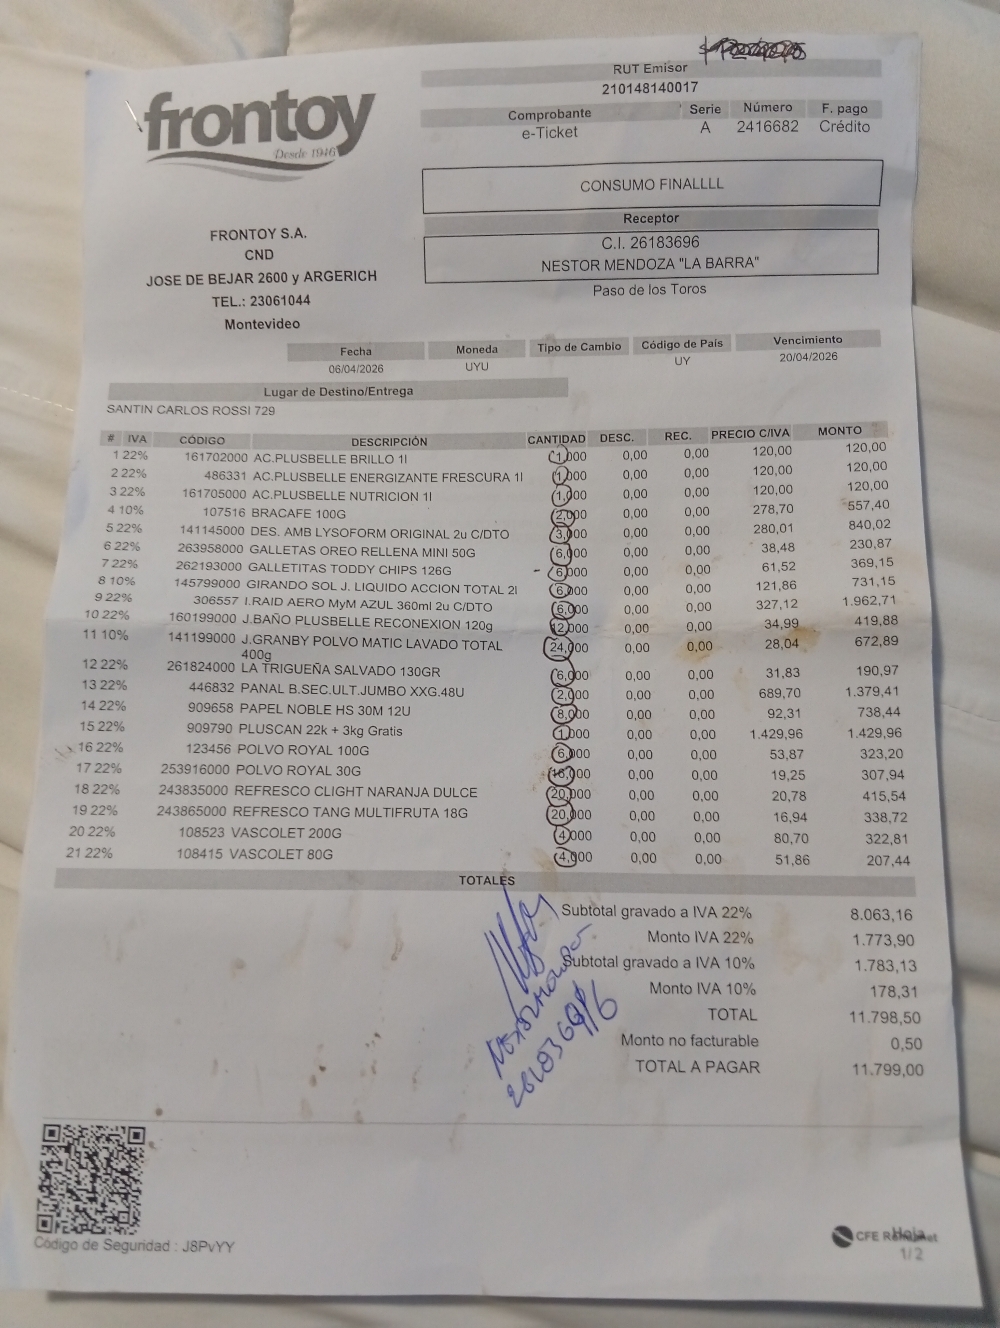 frontoy
Desde 1946
RUT Emisor
210148140017
Comprobante Serie Número F. pago
e-Ticket A 2416682 Crédito
CONSUMO FINALLLL
Receptor
C.I. 26183696
NESTOR MENDOZA "LA BARRA"
Paso de los Toros
FRONTOY S.A.
CND
JOSE DE BEJAR 2600 y ARGERICH
TEL.: 23061044
Montevideo
Fecha Moneda Tipo de Cambio Código de País Vencimiento
06/04/2026 UYU UY 20/04/2026
Lugar de Destino/Entrega
SANTIN CARLOS ROSSI 729
# IVA CÓDIGO DESCRIPCIÓN CANTIDAD DESC. REC. PRECIO C/IVA MONTO
1 22% 161702000 AC.PLUSBELLE BRILLO 1l 1,000 0,00 0,00 120,00 120,00
2 22% 486331 AC.PLUSBELLE ENERGIZANTE FRESCURA 1l 1,000 0,00 0,00 120,00 120,00
3 22% 161705000 AC.PLUSBELLE NUTRICION 1l 1,000 0,00 0,00 120,00 120,00
4 10% 107516 BRACAFE 100G 2,000 0,00 0,00 278,70 557,40
5 22% 141145000 DES. AMB LYSOFORM ORIGINAL 2u C/DTO 3,000 0,00 0,00 280,01 840,02
6 22% 263958000 GALLETAS OREO RELLENA MINI 50G 6,000 0,00 0,00 38,48 230,87
7 22% 262193000 GALLETITAS TODDY CHIPS 126G 6,000 0,00 0,00 61,52 369,15
8 10% 145799000 GIRANDO SOL J. LIQUIDO ACCION TOTAL 2l 6,000 0,00 0,00 121,86 731,15
9 22% 306557 I.RAID AERO MyM AZUL 360ml 2u C/DTO 6,000 0,00 0,00 327,12 1.962,71
10 22% 160199000 J.BAÑO PLUSBELLE RECONEXION 120g 12,000 0,00 0,00 34,99 419,88
11 10% 141199000 J.GRANBY POLVO MATIC LAVADO TOTAL 24,000 0,00 0,00 28,04 672,89
400g
12 22% 261824000 LA TRIGUEÑA SALVADO 130GR 6,000 0,00 0,00 31,83 190,97
13 22% 446832 PANAL B.SEC.ULT.JUMBO XXG.48U 2,000 0,00 0,00 689,70 1.379,41
14 22% 909658 PAPEL NOBLE HS 30M 12U 8,000 0,00 0,00 92,31 738,44
15 22% 909790 PLUSCAN 22k + 3kg Gratis 1,000 0,00 0,00 1.429,96 1.429,96
16 22% 123456 POLVO ROYAL 100G 6,000 0,00 0,00 53,87 323,20
17 22% 253916000 POLVO ROYAL 30G 16,000 0,00 0,00 19,25 307,94
18 22% 243835000 REFRESCO CLIGHT NARANJA DULCE 20,000 0,00 0,00 20,78 415,54
19 22% 243865000 REFRESCO TANG MULTIFRUTA 18G 20,000 0,00 0,00 16,94 338,72
20 22% 108523 VASCOLET 200G 4,000 0,00 0,00 80,70 322,81
21 22% 108415 VASCOLET 80G 4,000 0,00 0,00 51,86 207,44
TOTALES
Subtotal gravado a IVA 22% 8.063,16
Monto IVA 22% 1.773,90
Subtotal gravado a IVA 10% 1.783,13
Monto IVA 10% 178,31
TOTAL 11.798,50
Monto no facturable 0,50
TOTAL A PAGAR 11.799,00
Código de Seguridad : J8PvYY
CFE
Hoja
1/2